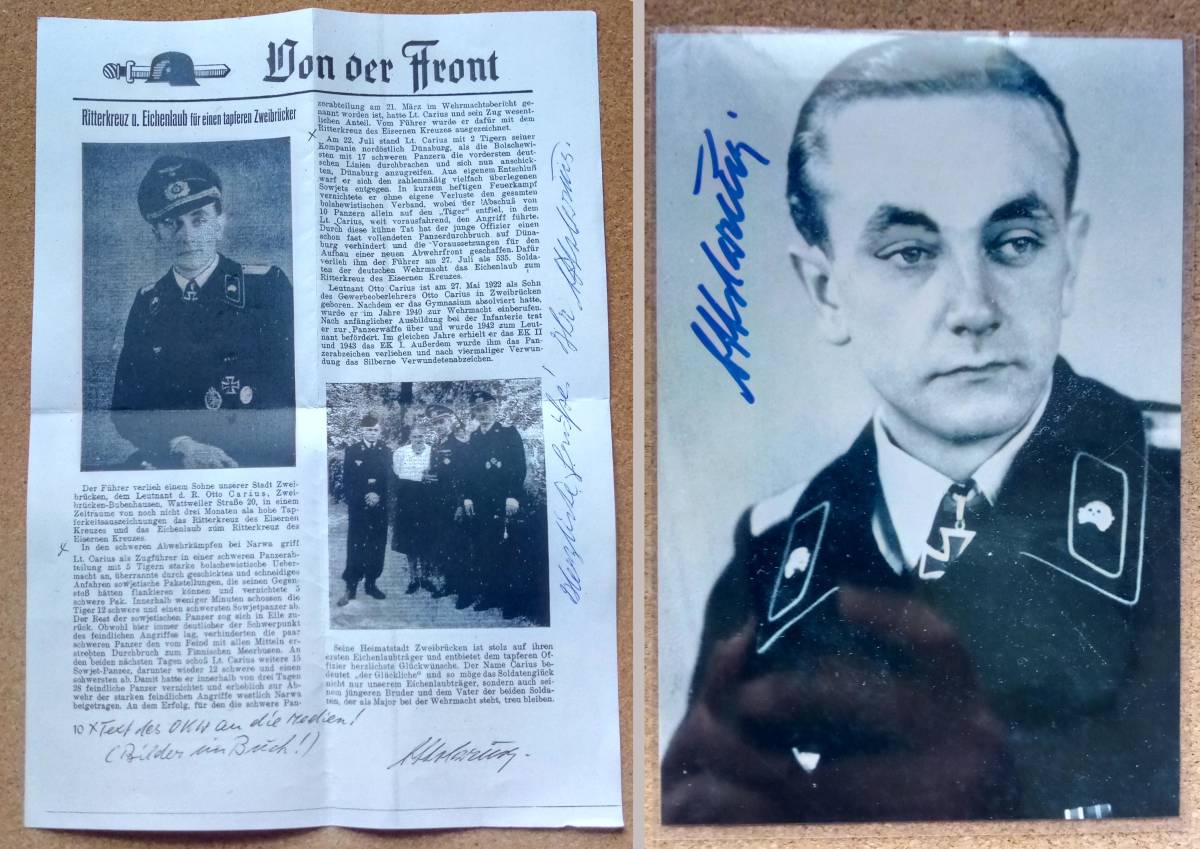 Von der Front
Ritterkreuz u. Eichenlaub für einen tapferen Zweibrücker
Der Führer verlieh einem Sohne unserer Stadt Zwei-
brücken, dem Leutnant d. R. Otto Carius, Zwei-
brücken-Bubenhausen, Wattweiler Straße 20, in einem
Zeitraume von noch nicht drei Monaten als hohe Tap-
ferkeitsauszeichnungen das Ritterkreuz des Eisernen
Kreuzes und das Eichenlaub zum Ritterkreuz des
Eisernen Kreuzes.
x In den schweren Abwehrkämpfen bei Narwa griff
Lt. Carius als Zugführer in einer schweren Panzerab-
teilung mit 5 Tigern starke bolschewistische Ueber-
macht an, überrannte durch geschicktes und schneidiges
Anfahren sowjetische Pakstellungen, die seinen Gegen-
stoß hätten flankieren können und vernichtete 5
schwere Pak. Innerhalb weniger Minuten schossen die
Tiger 12 schwere und einen schwersten Sowjetpanzer ab.
Der Rest der sowjetischen Panzer zog sich in Eile zu-
rück. Obwohl hier immer deutlicher der Schwerpunkt
des feindlichen Angriffes lag, verhinderten die paar
schweren Panzer den vom Feind mit allen Mitteln er-
strebten Durchbruch zum Finnischen Meerbusen. An
den beiden nächsten Tagen schoß Lt. Carius weitere 15
Sowjet-Panzer, darunter wieder 12 schwere und einen
schwersten ab. Damit hatte er innerhalb von drei Tagen
28 feindliche Panzer vernichtet und erheblich zur Ab-
wehr der starken feindlichen Angriffe westlich Narwa
beigetragen. An dem Erfolg, für den die schwere Pan-
zerabteilung am 21. März im Wehrmachtsbericht ge-
nannt worden ist, hatte Lt. Carius und sein Zug wesent-
lichen Anteil. Vom Führer wurde er dafür mit dem
Ritterkreuz des Eisernen Kreuzes ausgezeichnet.
x Am 22. Juli stand Lt. Carius mit 2 Tigern seiner
Kompanie nordöstlich Dünaburg, als die Bolschewi-
sten mit 17 schweren Panzern die vordersten deut-
schen Linien durchbrachen und sich nun anschick-
ten, Dünaburg anzugreifen. Aus eigenem Entschluß
warf er sich den zahlenmäßig vielfach überlegenen
Sowjets entgegen. In kurzem heftigen Feuerkampf
vernichtete er ohne eigene Verluste den gesamten
bolschewistischen Verband, wobei der Abschuß von
10 Panzern allein auf den „Tiger“ entfiel, in dem
Lt. Carius, weit vorausfahrend, den Angriff führte.
Durch diese kühne Tat hat der junge Offizier einen
schon fast vollendeten Panzerdurchbruch auf Düna-
burg verhindert und die Voraussetzungen für den
Aufbau einer neuen Abwehrfront geschaffen. Dafür
verlieh ihm der Führer am 27. Juli als 535. Solda-
ten der deutschen Wehrmacht das Eichenlaub zum
Ritterkreuz des Eisernen Kreuzes.
Leutnant Otto Carius ist am 27. Mai 1922 als Sohn
des Gewerbeoberlehrers Otto Carius in Zweibrücken
geboren. Nachdem er das Gymnasium absolviert hatte,
wurde er im Jahre 1940 zur Wehrmacht einberufen.
Nach anfänglicher Ausbildung bei der Infanterie trat
er zur Panzerwaffe über und wurde 1942 zum Leut-
nant befördert. Im gleichen Jahre erhielt er das EK II
und 1943 das EK I. Außerdem wurde ihm das Pan-
zerabzeichen verliehen und nach viermaliger Verwun-
dung das Silberne Verwundetenabzeichen.
Seine Heimatstadt Zweibrücken ist stolz auf ihren
ersten Eichenlaubträger und entbietet dem tapferen Of-
fizier herzlichste Glückwünsche. Der Name Carius be-
deutet „der Glückliche“ und so möge das Soldatenglück
nicht nur unserem Eichenlaubträger, sondern auch sei-
nen jüngeren Bruder und dem Vater der beiden Solda-
ten, der als Major bei der Wehrmacht steht, treu bleiben.
Herzliche Grüße! Ihr Otto Carius.
10 x Text des OKW an die Medien!
(Bilder im Buch!)
Otto Carius.
Otto Carius.